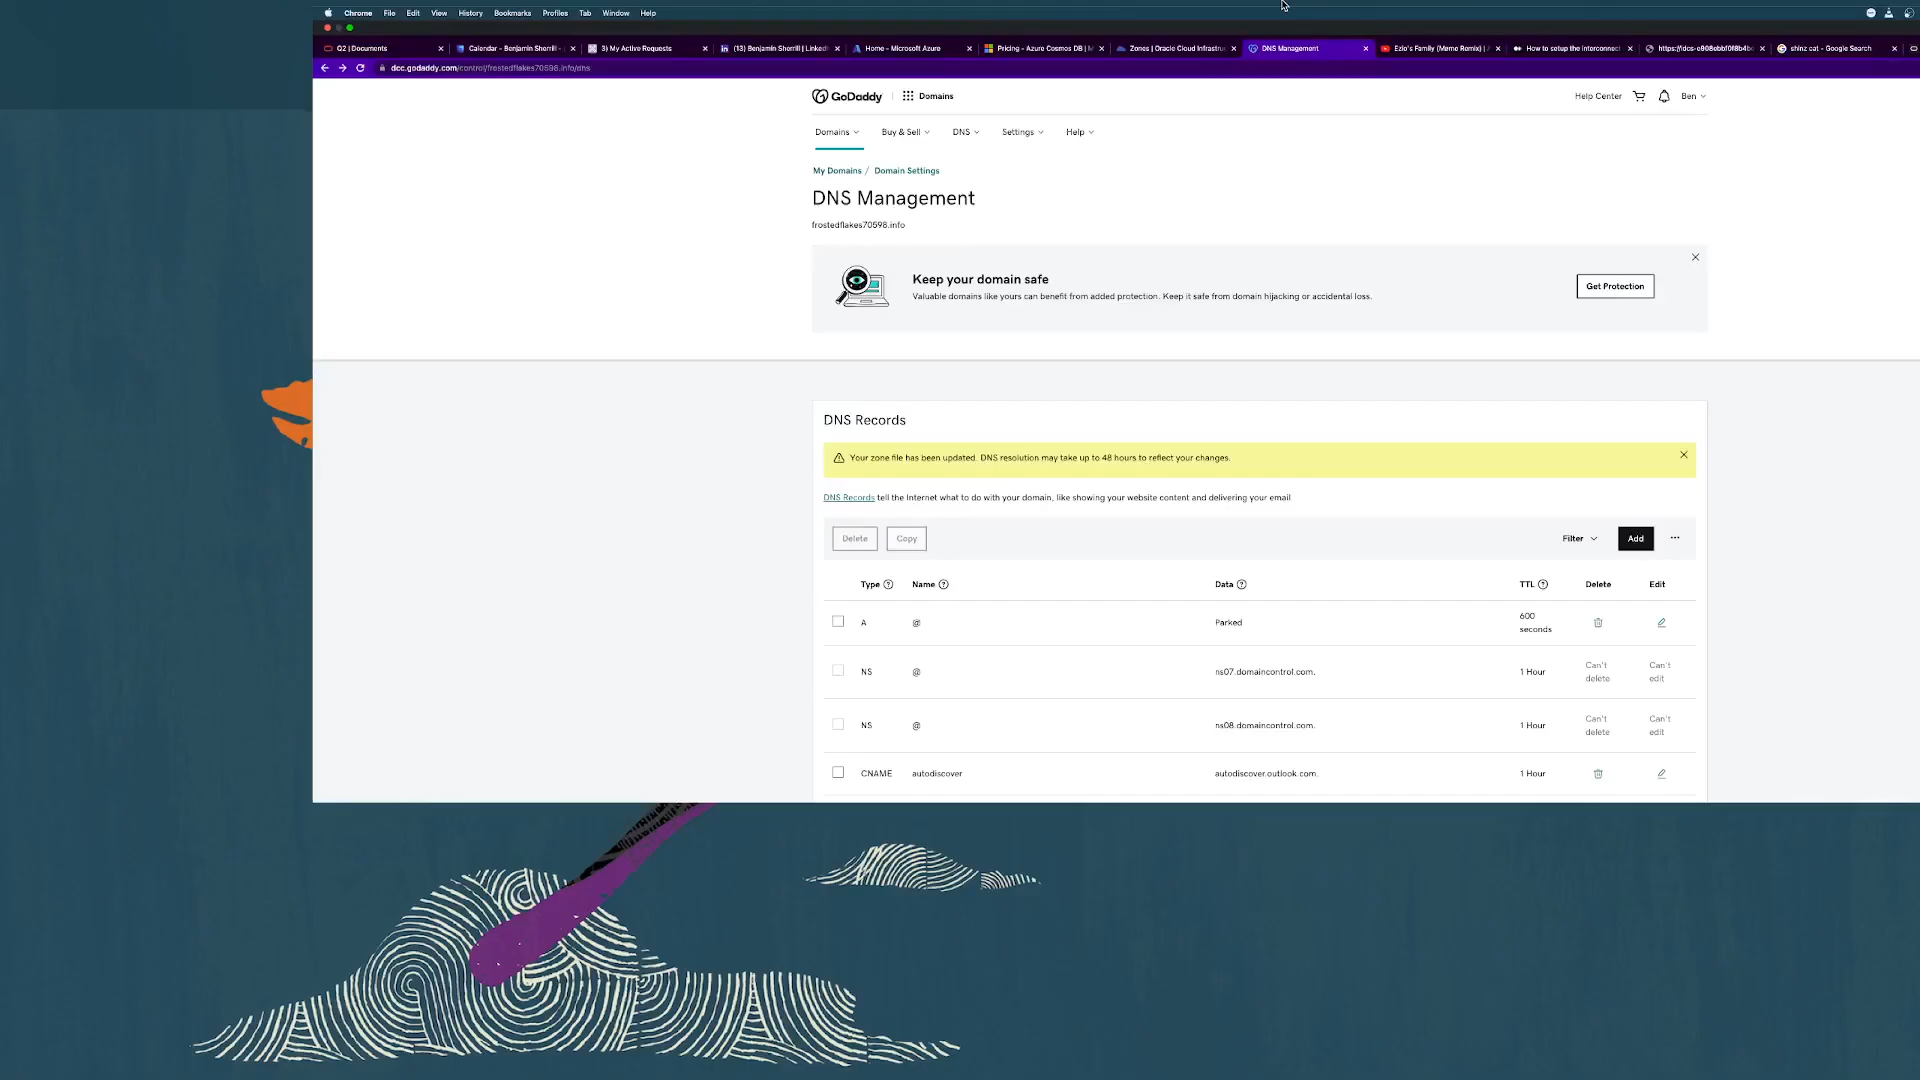 Chrome File Edit View History Bookmarks Profiles Tab Window Help
Q2 | Documents
Calendar - Benjamin Sherrill -
3) My Active Requests
(13) Benjamin Sherrill | LinkedI
Home - Microsoft Azure
Pricing - Azure Cosmos DB | M
Zones | Oracle Cloud Infrastruc
DNS Management
Ezio's Family (Meme Remix) | A
How to setup the Interconnect
shinz cat - Google Search
dcc.godaddy.com/control/frostedflakes70598.info/dns
GoDaddy Domains
Help Center Ben
Domains Buy & Sell DNS Settings Help
My Domains / Domain Settings
DNS Management
frostedflakes70598.info
Keep your domain safe
Valuable domains like yours can benefit from added protection. Keep it safe from domain hijacking or accidental loss.
Get Protection
DNS Records
Your zone file has been updated. DNS resolution may take up to 48 hours to reflect your changes.
DNS Records tell the Internet what to do with your domain, like showing your website content and delivering your email
Delete Copy Filter Add ...
Type Name Data TTL Delete Edit
A @ Parked 600 seconds
NS @ ns07.domaincontrol.com. 1 Hour Can't delete Can't edit
NS @ ns08.domaincontrol.com. 1 Hour Can't delete Can't edit
CNAME autodiscover autodiscover.outlook.com. 1 Hour